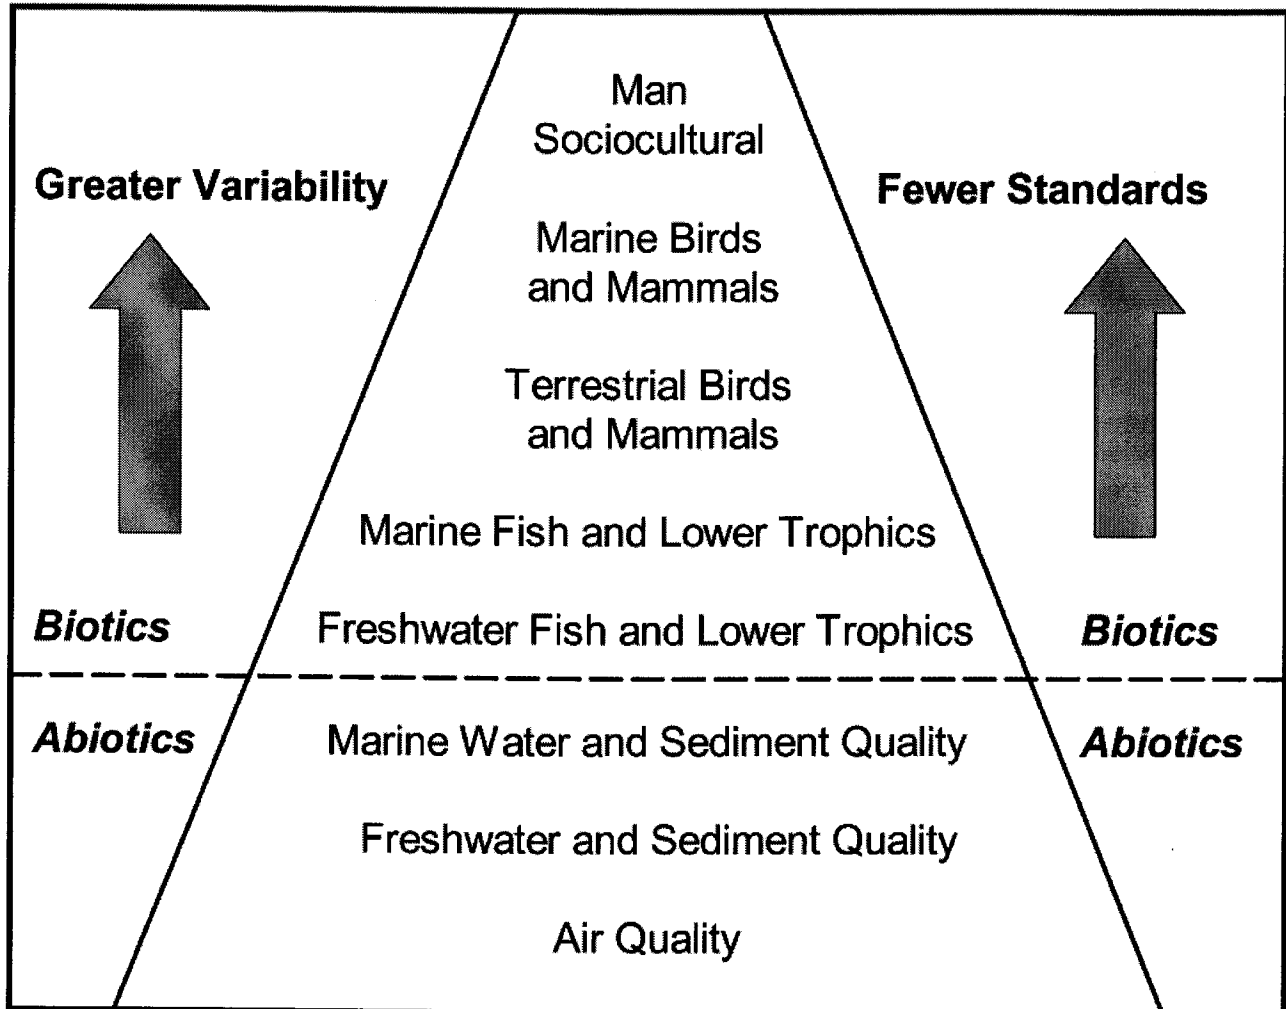 Man
Sociocultural
Greater Variability
Fewer Standards
Marine Birds
and Mammals
Terrestrial Birds
and Mammals
Marine Fish and Lower Trophics
Biotics
Freshwater Fish and Lower Trophics
Biotics
Abiotics
Marine Water and Sediment Quality
Abiotics
Freshwater and Sediment Quality
Air Quality